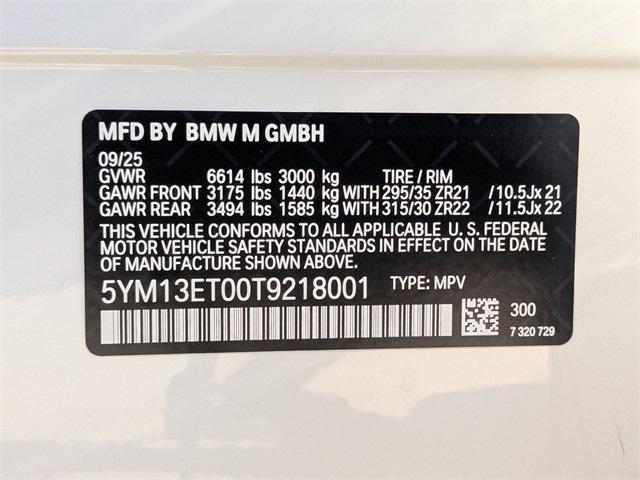 MFD BY BMW M GMBH
09/25
GVWR 6614 lbs 3000 kg TIRE / RIM
GAWR FRONT 3175 lbs 1440 kg WITH 295/35 ZR21 /10.5Jx 21
GAWR REAR 3494 lbs 1585 kg WITH 315/30 ZR22 /11.5Jx 22
THIS VEHICLE CONFORMS TO ALL APPLICABLE U. S. FEDERAL
MOTOR VEHICLE SAFETY STANDARDS IN EFFECT ON THE DATE
OF MANUFACTURE SHOWN ABOVE.
5YM13ET00T9218001 TYPE: MPV
300
7 320 729